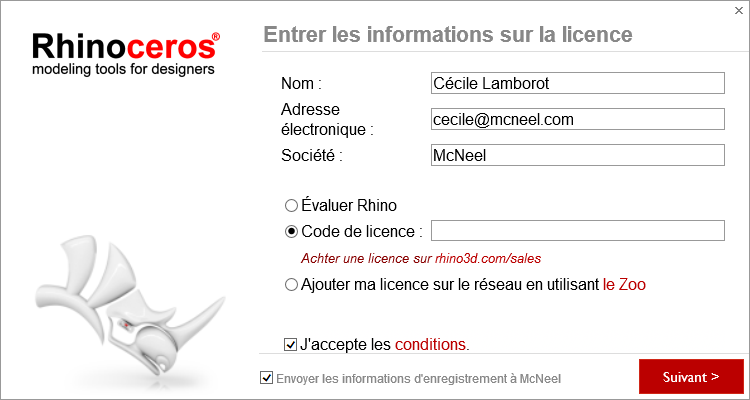 Rhinoceros®
modeling tools for designers
Entrer les informations sur la licence
Nom :
Cécile Lamborot
Adresse
électronique :
cecile@mcneel.com
Société :
McNeel
Évaluer Rhino
Code de licence :
Achter une licence sur rhino3d.com/sales
Ajouter ma licence sur le réseau en utilisant le Zoo
J'accepte les conditions.
Envoyer les informations d'enregistrement à McNeel
Suivant >